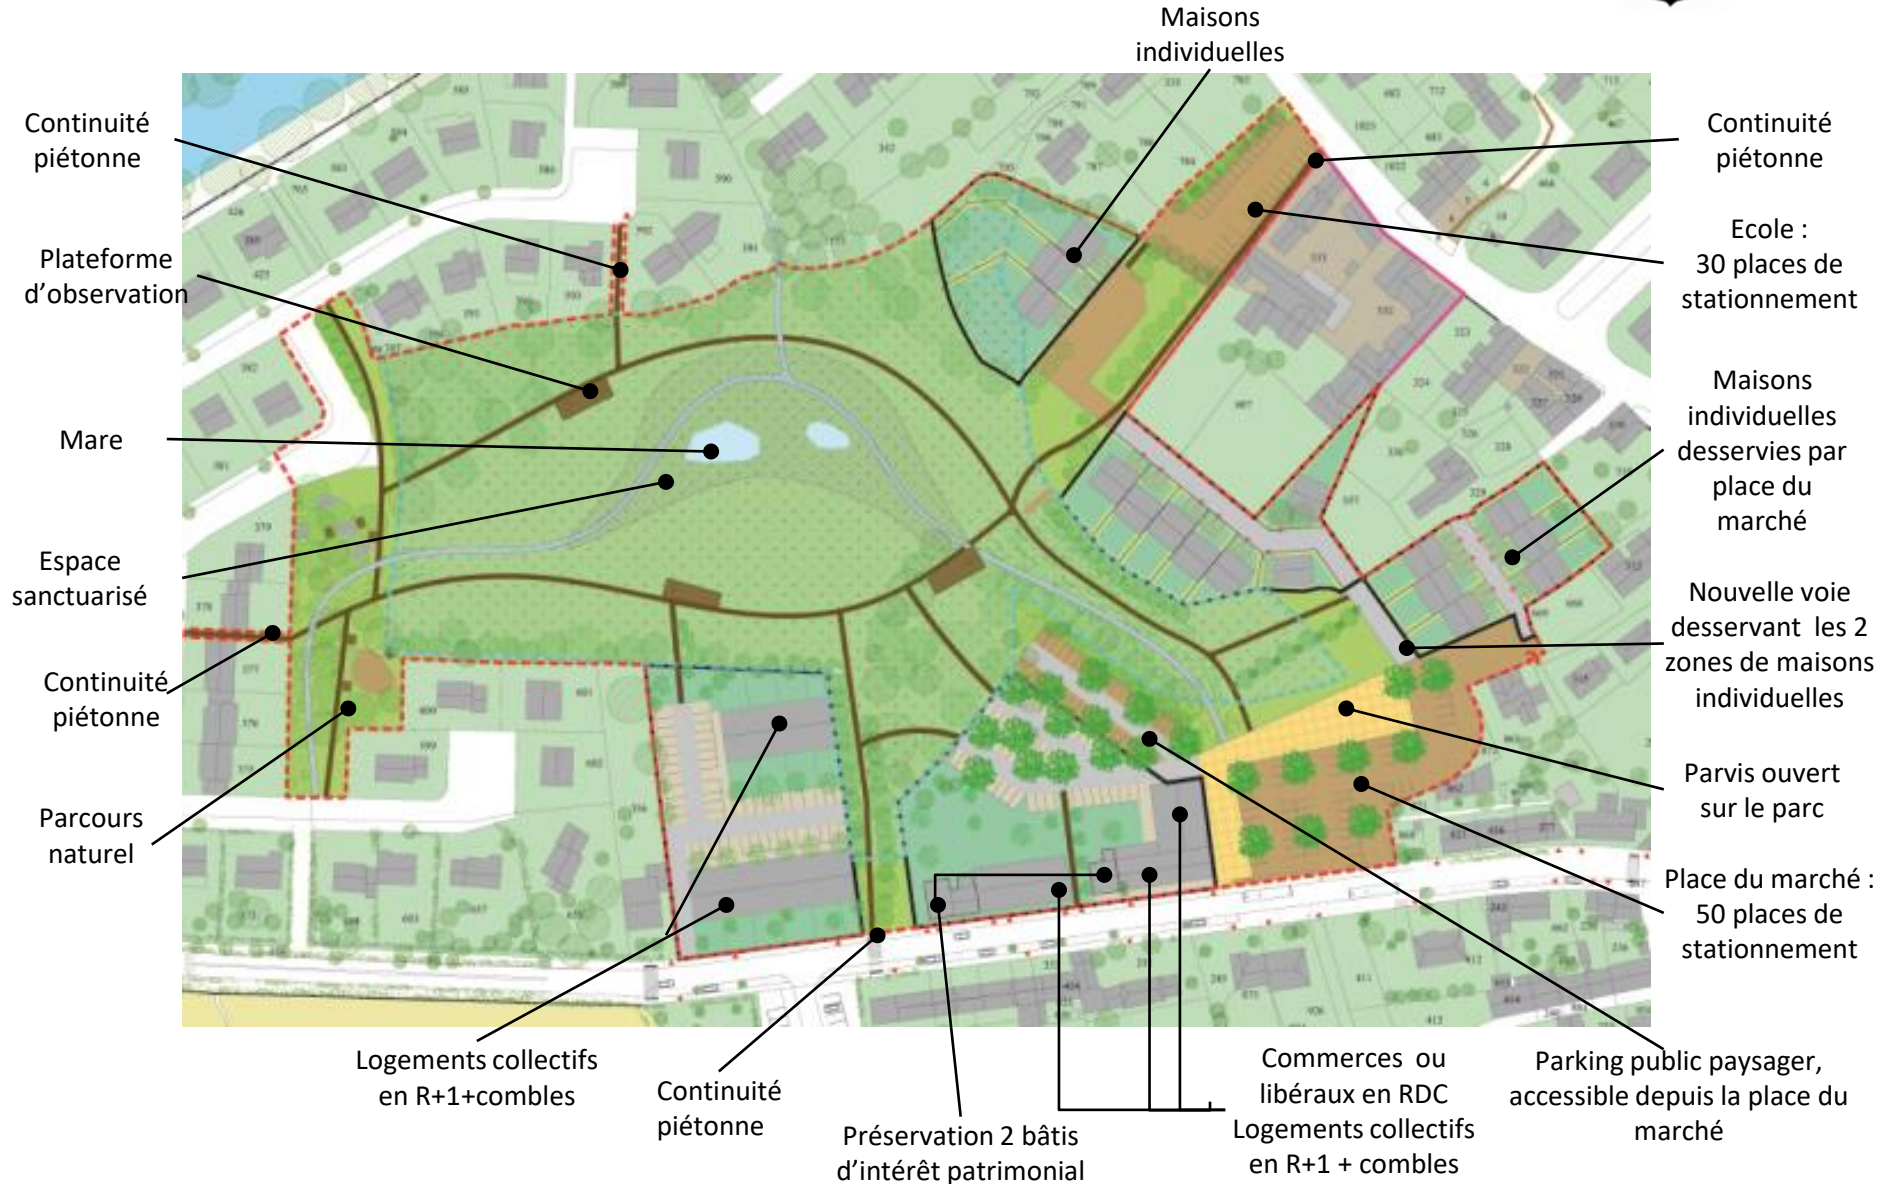 Maisons
individuelles
Continuité
piétonne
Plateforme
d'observation
Mare
Espace
sanctuarisé
Continuité
piétonne
Parcours
naturel
Continuité
piétonne
Ecole :
30 places de
stationnement
Maisons
individuelles
desservies par
place du
marché
Nouvelle voie
desservant les 2
zones de maisons
individuelles
Parvis ouvert
sur le parc
Place du marché :
50 places de
stationnement
Logements collectifs
en R+1+combles
Continuité
piétonne
Préservation 2 bâtis
d'intérêt patrimonial
Commerces ou
libéraux en RDC
Logements collectifs
en R+1 + combles
Parking public paysager,
accessible depuis la place du
marché